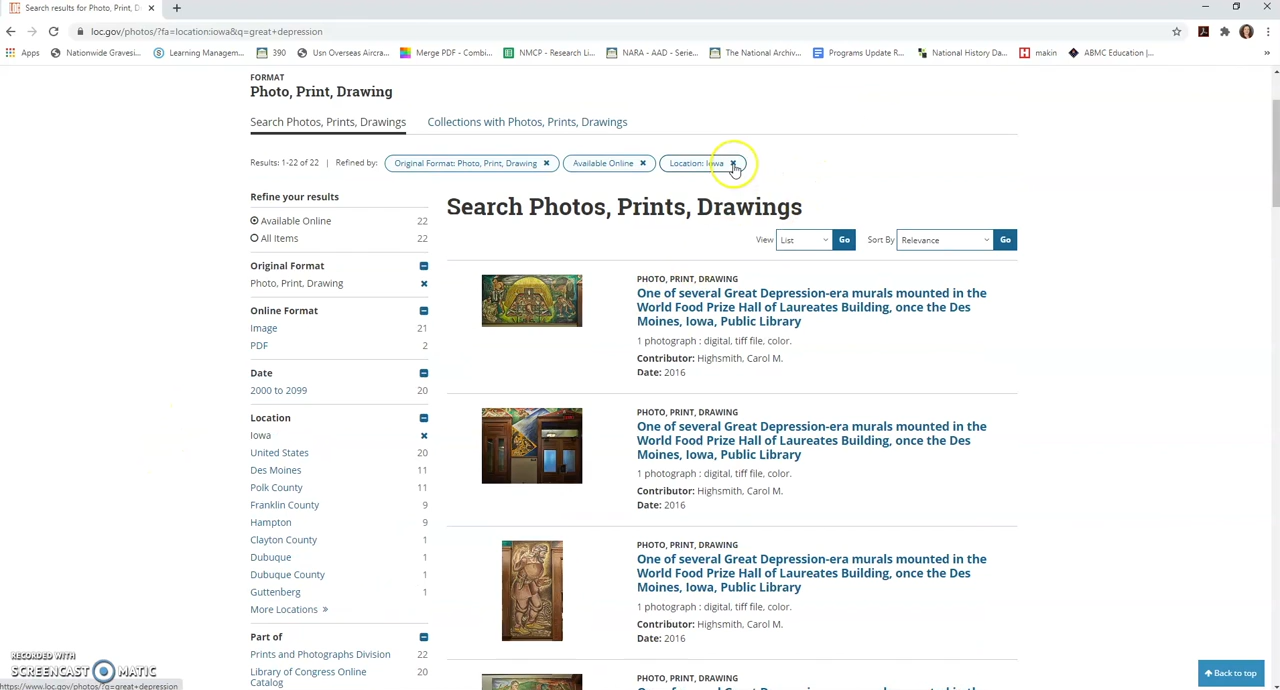 Search results for Photo, Print, D
loc.gov/photos/?fa=location:iowa&q=great+depression
Apps Nationwide Gravesi... Learning Managem... 390 Usn Overseas Aircra... Merge PDF - Combi... NMCP - Research Li... NARA - AAD - Serie... The National Archiv... Programs Update R... National History Da... makin ABMC Education |... »
FORMAT
Photo, Print, Drawing
Search Photos, Prints, Drawings Collections with Photos, Prints, Drawings
Results: 1-22 of 22 | Refined by: Original Format: Photo, Print, Drawing Available Online Location: Iowa
Refine your results
Available Online 22
All Items 22
Original Format
Photo, Print, Drawing
Online Format
Image 21
PDF 2
Date
2000 to 2099 20
Location
Iowa
United States 20
Des Moines 11
Polk County 11
Franklin County 9
Hampton 9
Clayton County 1
Dubuque 1
Dubuque County 1
Guttenberg 1
More Locations »
Part of
Prints and Photographs Division 22
Library of Congress Online 20
Catalog
Search Photos, Prints, Drawings
View List Go Sort By Relevance Go
PHOTO, PRINT, DRAWING
One of several Great Depression-era murals mounted in the
World Food Prize Hall of Laureates Building, once the Des
Moines, Iowa, Public Library
1 photograph : digital, tiff file, color.
Contributor: Highsmith, Carol M.
Date: 2016
PHOTO, PRINT, DRAWING
One of several Great Depression-era murals mounted in the
World Food Prize Hall of Laureates Building, once the Des
Moines, Iowa, Public Library
1 photograph : digital, tiff file, color.
Contributor: Highsmith, Carol M.
Date: 2016
PHOTO, PRINT, DRAWING
One of several Great Depression-era murals mounted in the
World Food Prize Hall of Laureates Building, once the Des
Moines, Iowa, Public Library
1 photograph : digital, tiff file, color.
Contributor: Highsmith, Carol M.
Date: 2016
PHOTO, PRINT, DRAWING
Back to top
RECORDED WITH
SCREENCAST MATIC
https://www.loc.gov/photos/?q=great+depression